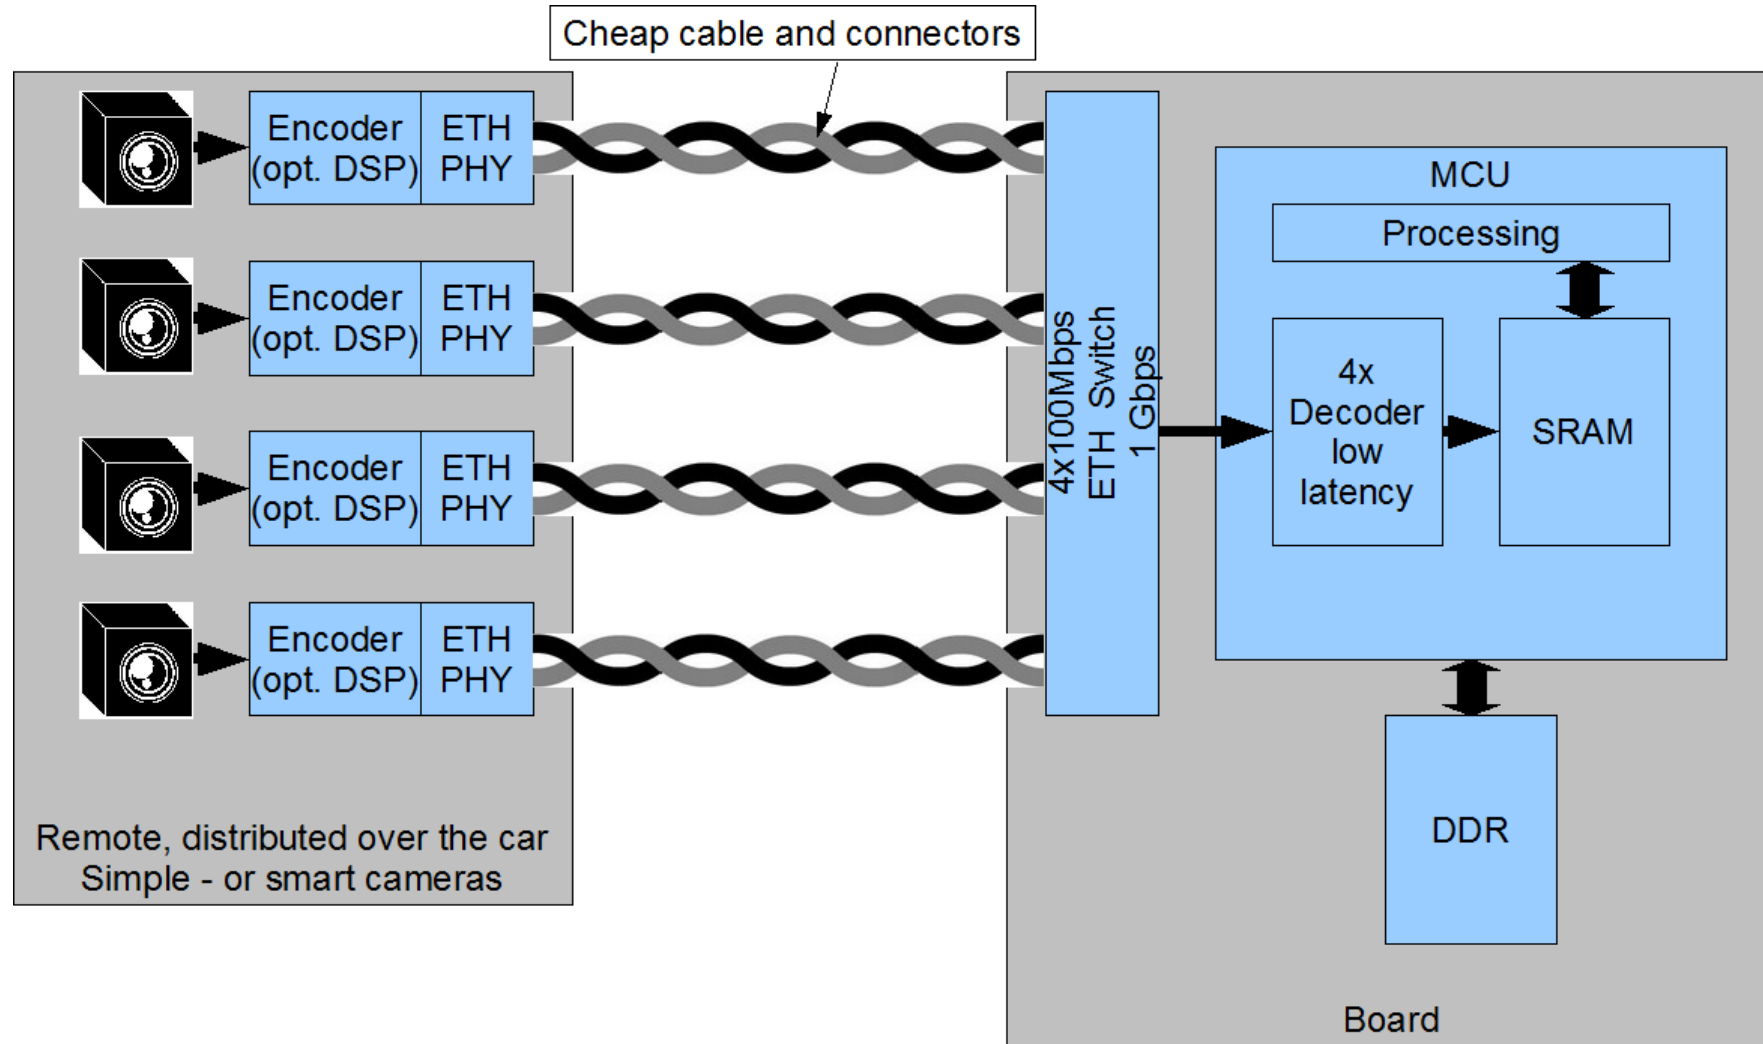 Cheap cable and connectors
Encoder
(opt. DSP)
ETH
PHY
Encoder
(opt. DSP)
ETH
PHY
Encoder
(opt. DSP)
ETH
PHY
Encoder
(opt. DSP)
ETH
PHY
Remote, distributed over the car
Simple - or smart cameras
4x100Mbps
ETH Switch
1 Gbps
MCU
Processing
4x
Decoder
low
latency
SRAM
DDR
Board